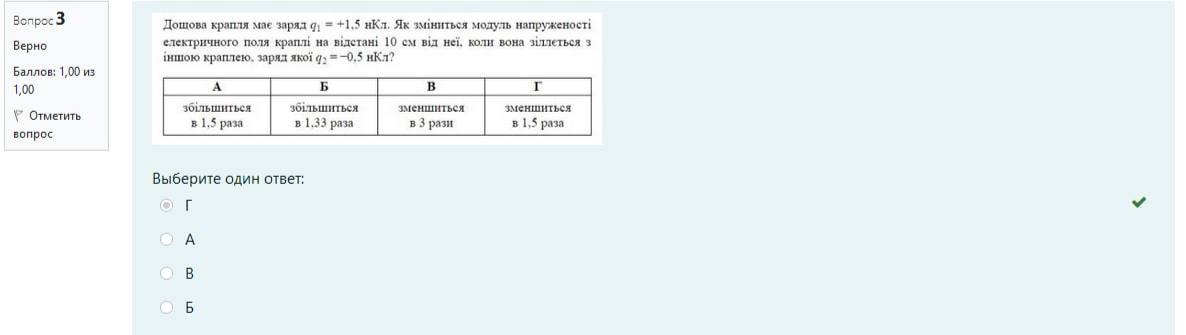 Вопрос 3
Верно
Баллов: 1,00 из
1,00
Отметить
вопрос
Дощова крапля має заряд q₁ = +1,5 нКл. Як зміниться модуль напруженості
електричного поля краплі на відстані 10 см від неї, коли вона зіллється з
іншою краплею, заряд якої q₂ = −0,5 нКл?
А Б В Г
збільшиться збільшиться зменшиться зменшиться
в 1,5 раза в 1,33 раза в 3 рази в 1,5 раза
Выберите один ответ:
Г
А
В
Б